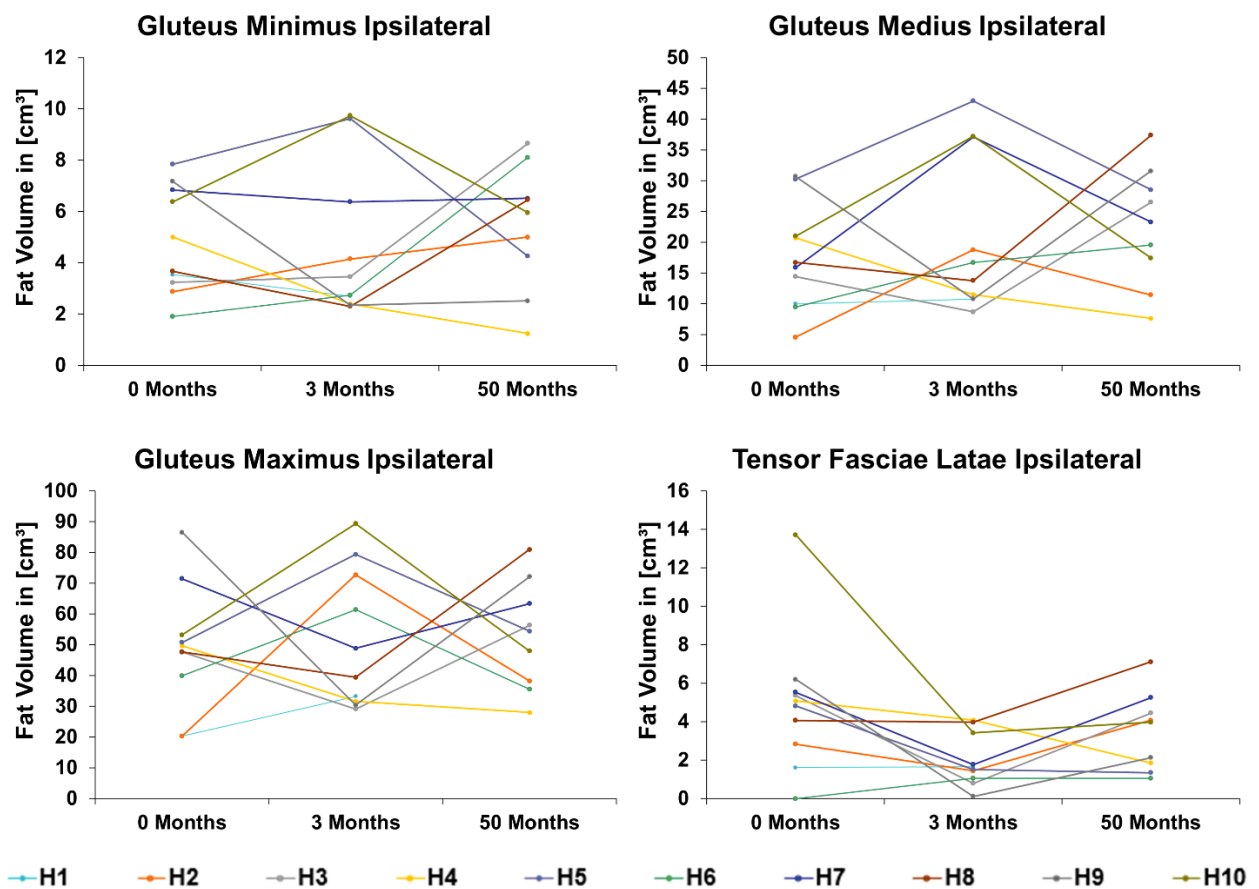 Gluteus Minimus Ipsilateral
Fat Volume in [cm³]
12
10
8
6
4
2
0
0 Months 3 Months 50 Months
Gluteus Medius Ipsilateral
Fat Volume in [cm³]
50
45
40
35
30
25
20
15
10
5
0
0 Months 3 Months 50 Months
Gluteus Maximus Ipsilateral
Fat Volume in [cm³]
100
90
80
70
60
50
40
30
20
10
0
0 Months 3 Months 50 Months
Tensor Fasciae Latae Ipsilateral
Fat Volume in [cm³]
16
14
12
10
8
6
4
2
0
0 Months 3 Months 50 Months
H1 H2 H3 H4 H5 H6 H7 H8 H9 H10